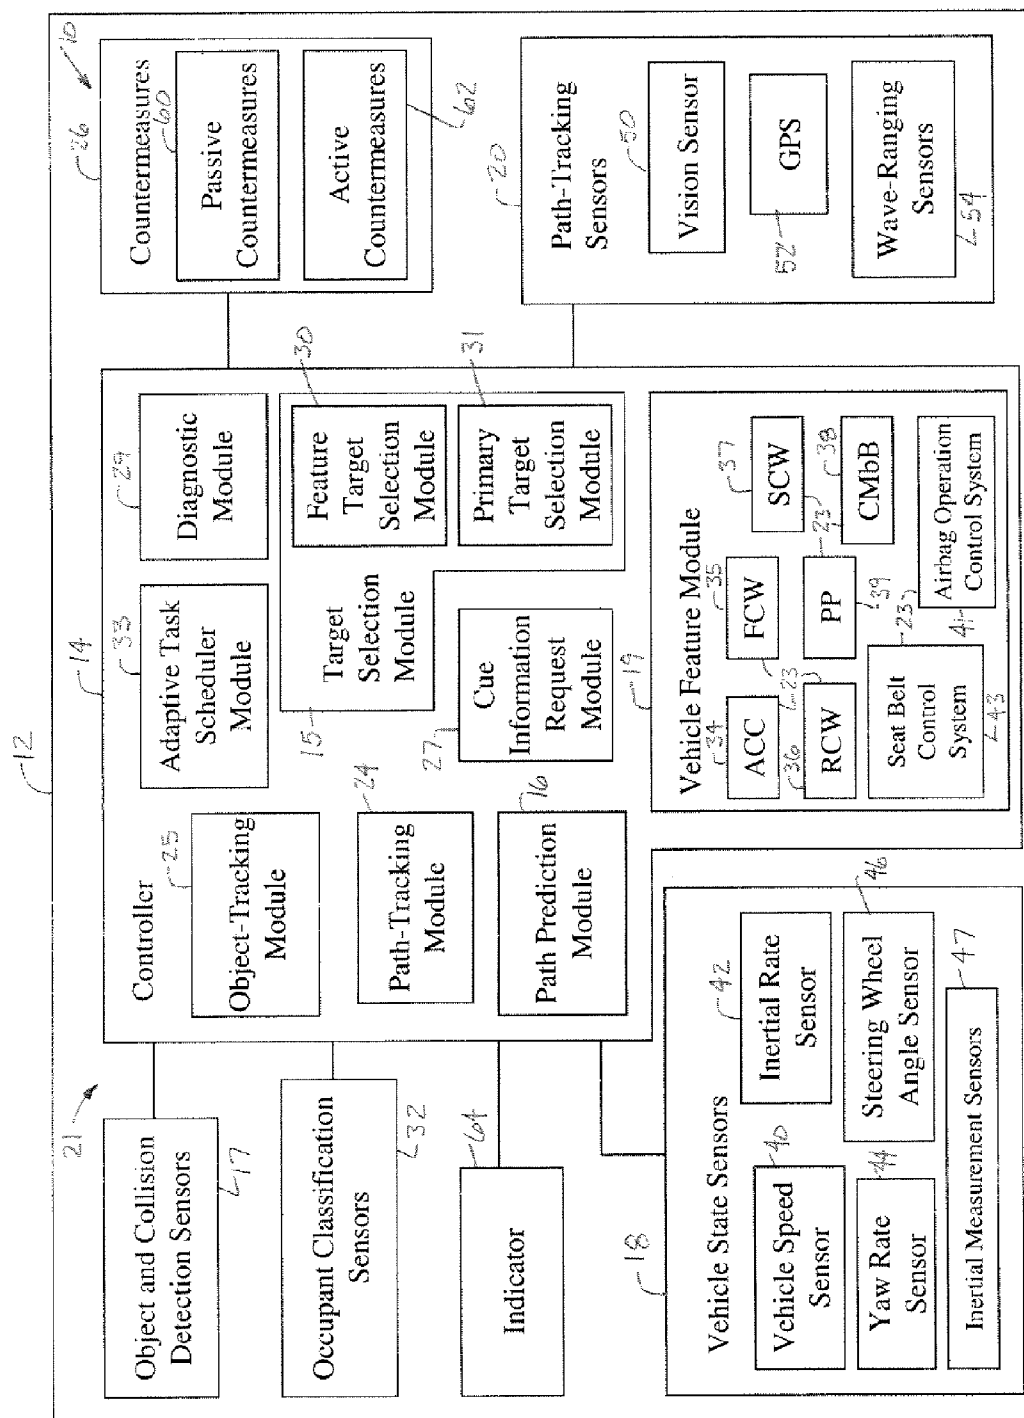 12
21
10
Object and Collision
Detection Sensors
17
Occupant Classification
Sensors
32
Indicator
64
18
Vehicle State Sensors
Vehicle Speed
Sensor
40
Inertial Rate
Sensor
42
Yaw Rate
Sensor
44
Steering Wheel
Angle Sensor
46
Inertial Measurement Sensors
47
14
Controller
25
Object-Tracking
Module
24
Path-Tracking
Module
16
Path Prediction
Module
33
Adaptive Task
Scheduler
Module
29
Diagnostic
Module
15
Target
Selection
Module
30
Feature
Target
Selection
Module
31
Primary
Target
Selection
Module
27
Cue
Information
Request
Module
19
Vehicle Feature Module
34
ACC
35
FCW
37
SCW
36
RCW
23
PP
39
23
38
CMbB
23
Seat Belt
Control
System
43
41
Airbag Operation
Control System
26
Countermeasures
60
Passive
Countermeasures
Active
Countermeasures
62
20
Path-Tracking
Sensors
50
Vision Sensor
52
GPS
Wave-Ranging
Sensors
54